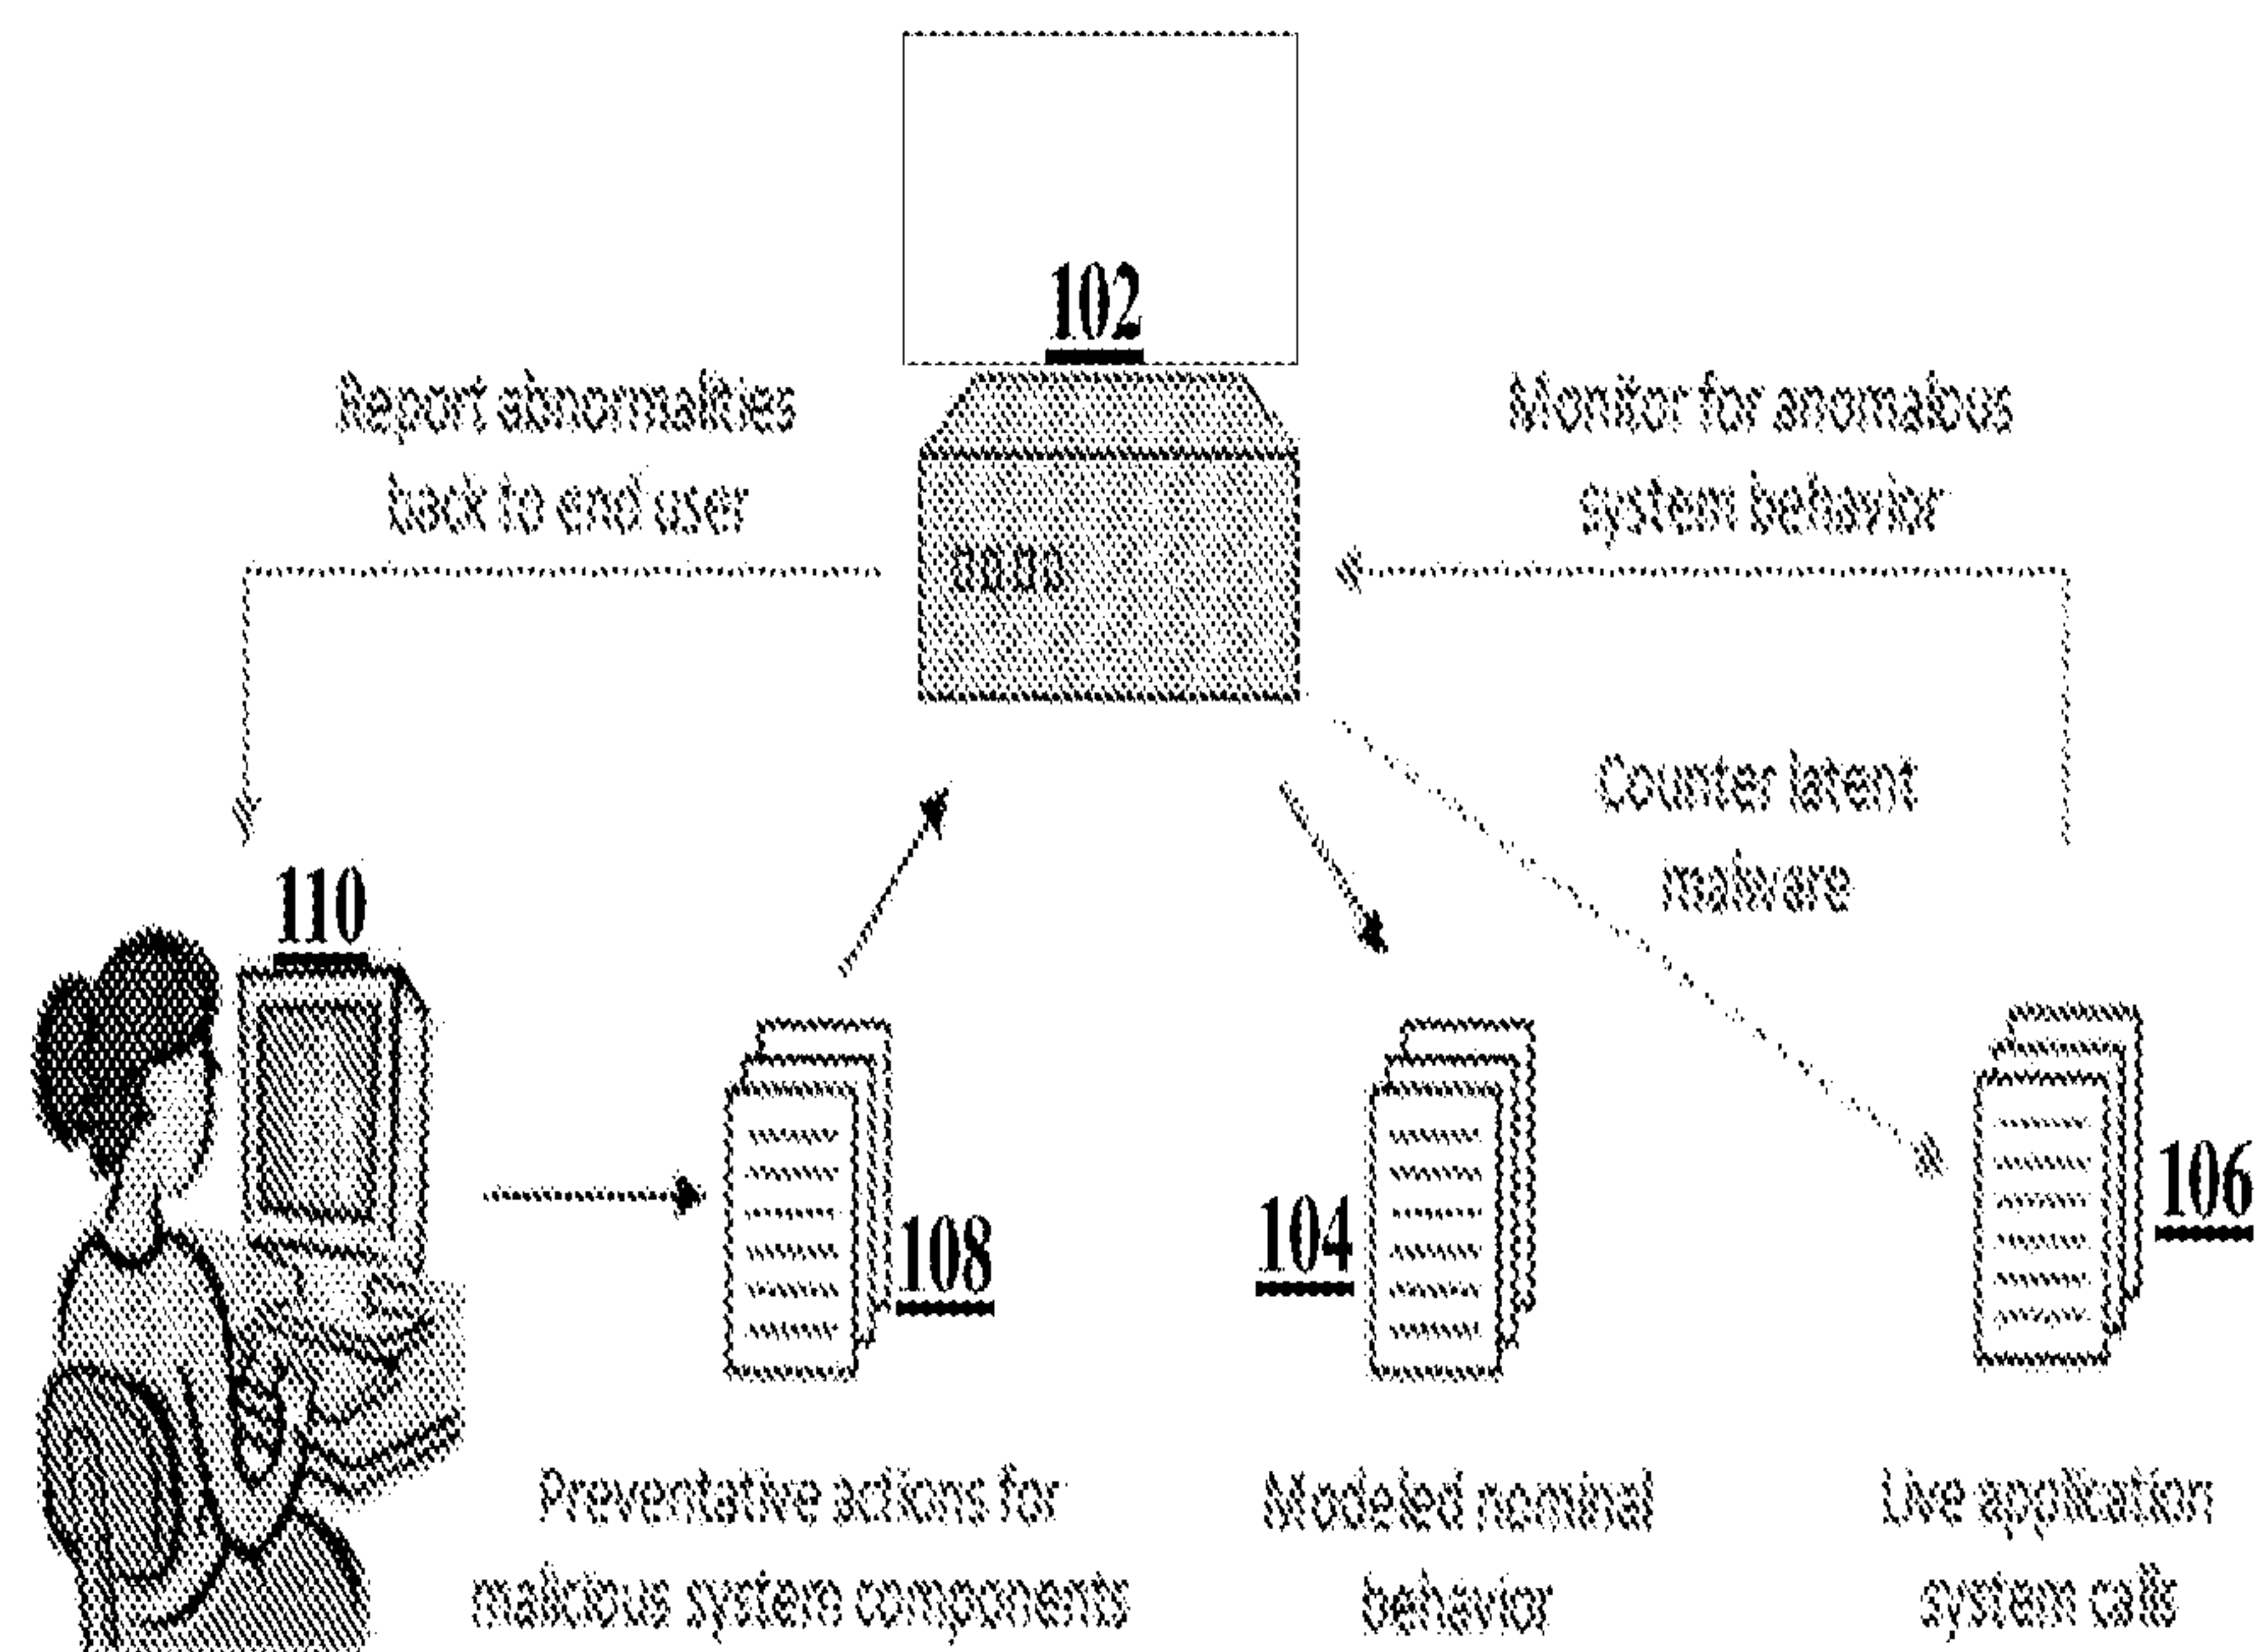 102
Report abnormalities
back to end user
Monitor for anomalous
system behavior
Counter latent
malware
110
108
104
106
Preventative actions for
malicious system components
Modeled nominal
behavior
Live application
system calls